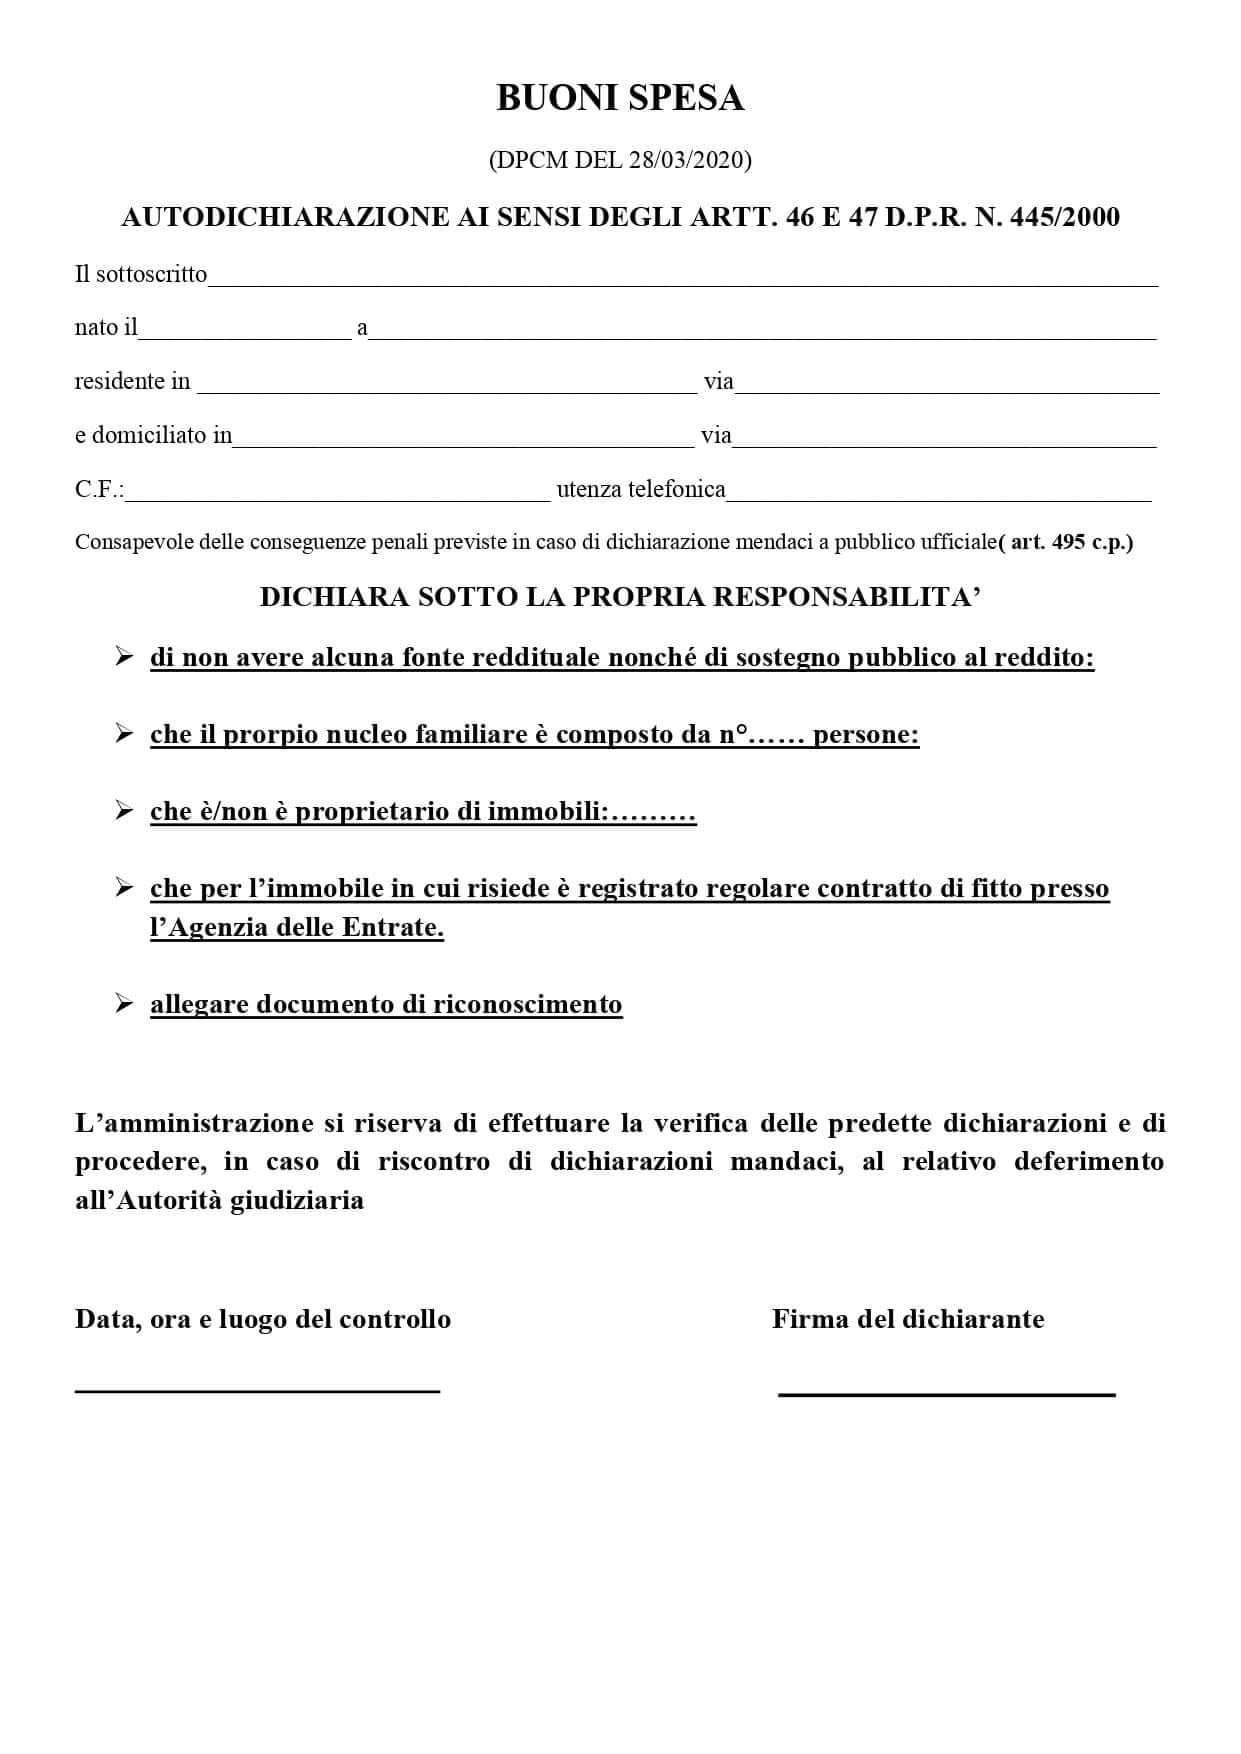 BUONI SPESA
(DPCM DEL 28/03/2020)
AUTODICHIARAZIONE AI SENSI DEGLI ARTT. 46 E 47 D.P.R. N. 445/2000
Il sottoscritto
nato il a
residente in via
e domiciliato in via
C.F.: utenza telefonica
Consapevole delle conseguenze penali previste in caso di dichiarazione mendaci a pubblico ufficiale( art. 495 c.p.)
DICHIARA SOTTO LA PROPRIA RESPONSABILITA’
➢ di non avere alcuna fonte reddituale nonché di sostegno pubblico al reddito:
➢ che il prorpio nucleo familiare è composto da n°…… persone:
➢ che è/non è proprietario di immobili:………
➢ che per l’immobile in cui risiede è registrato regolare contratto di fitto presso
l’Agenzia delle Entrate.
➢ allegare documento di riconoscimento
L’amministrazione si riserva di effettuare la verifica delle predette dichiarazioni e di
procedere, in caso di riscontro di dichiarazioni mandaci, al relativo deferimento
all’Autorità giudiziaria
Data, ora e luogo del controllo Firma del dichiarante